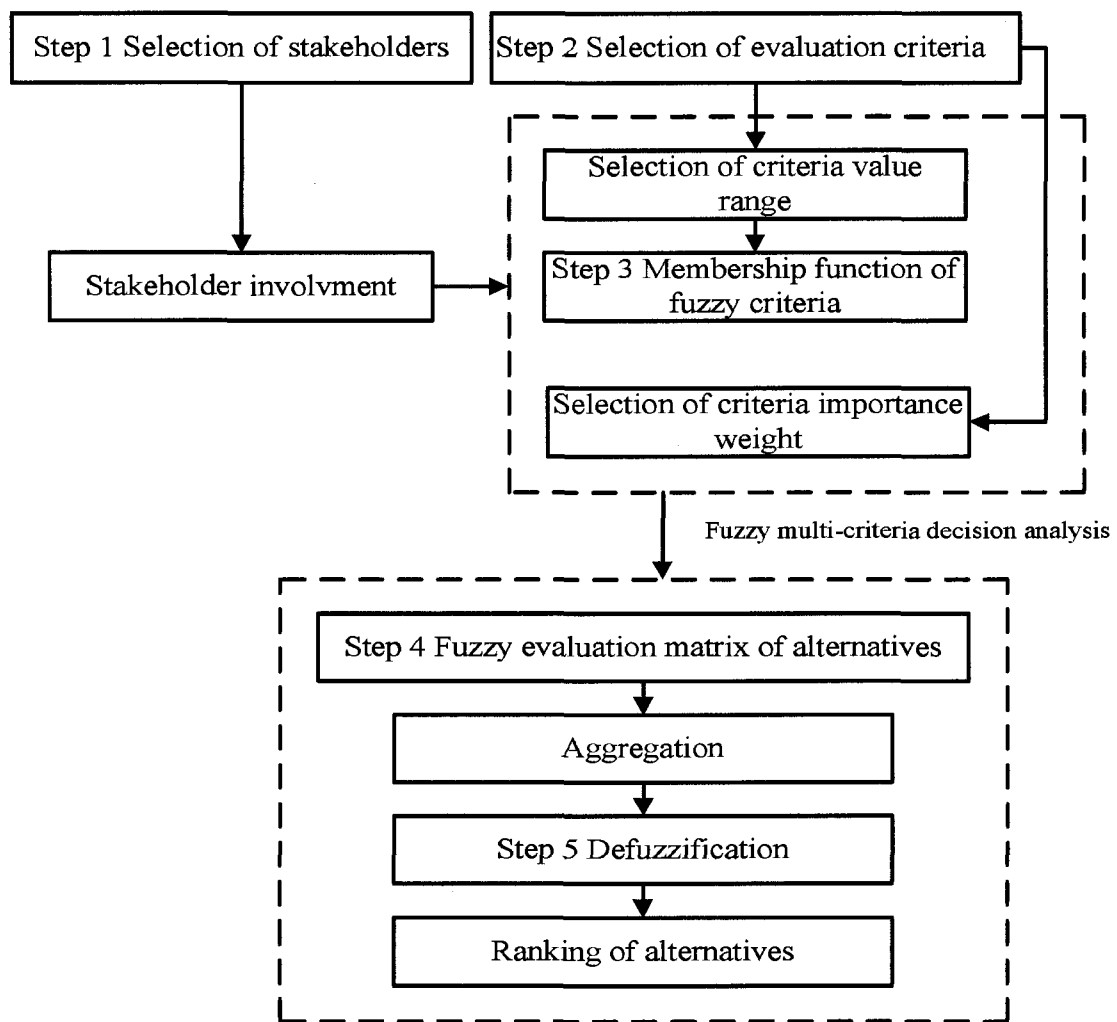 Step 1 Selection of stakeholders
Step 2 Selection of evaluation criteria
Selection of criteria value
range
Stakeholder involvment
Step 3 Membership function of
fuzzy criteria
Selection of criteria importance
weight
Fuzzy multi-criteria decision analysis
Step 4 Fuzzy evaluation matrix of alternatives
Aggregation
Step 5 Defuzzification
Ranking of alternatives